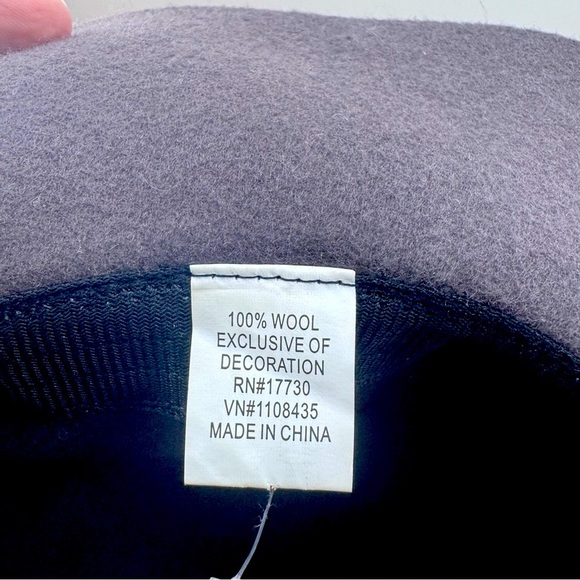 100% WOOL
EXCLUSIVE OF
DECORATION
RN#17730
VN#1108435
MADE IN CHINA